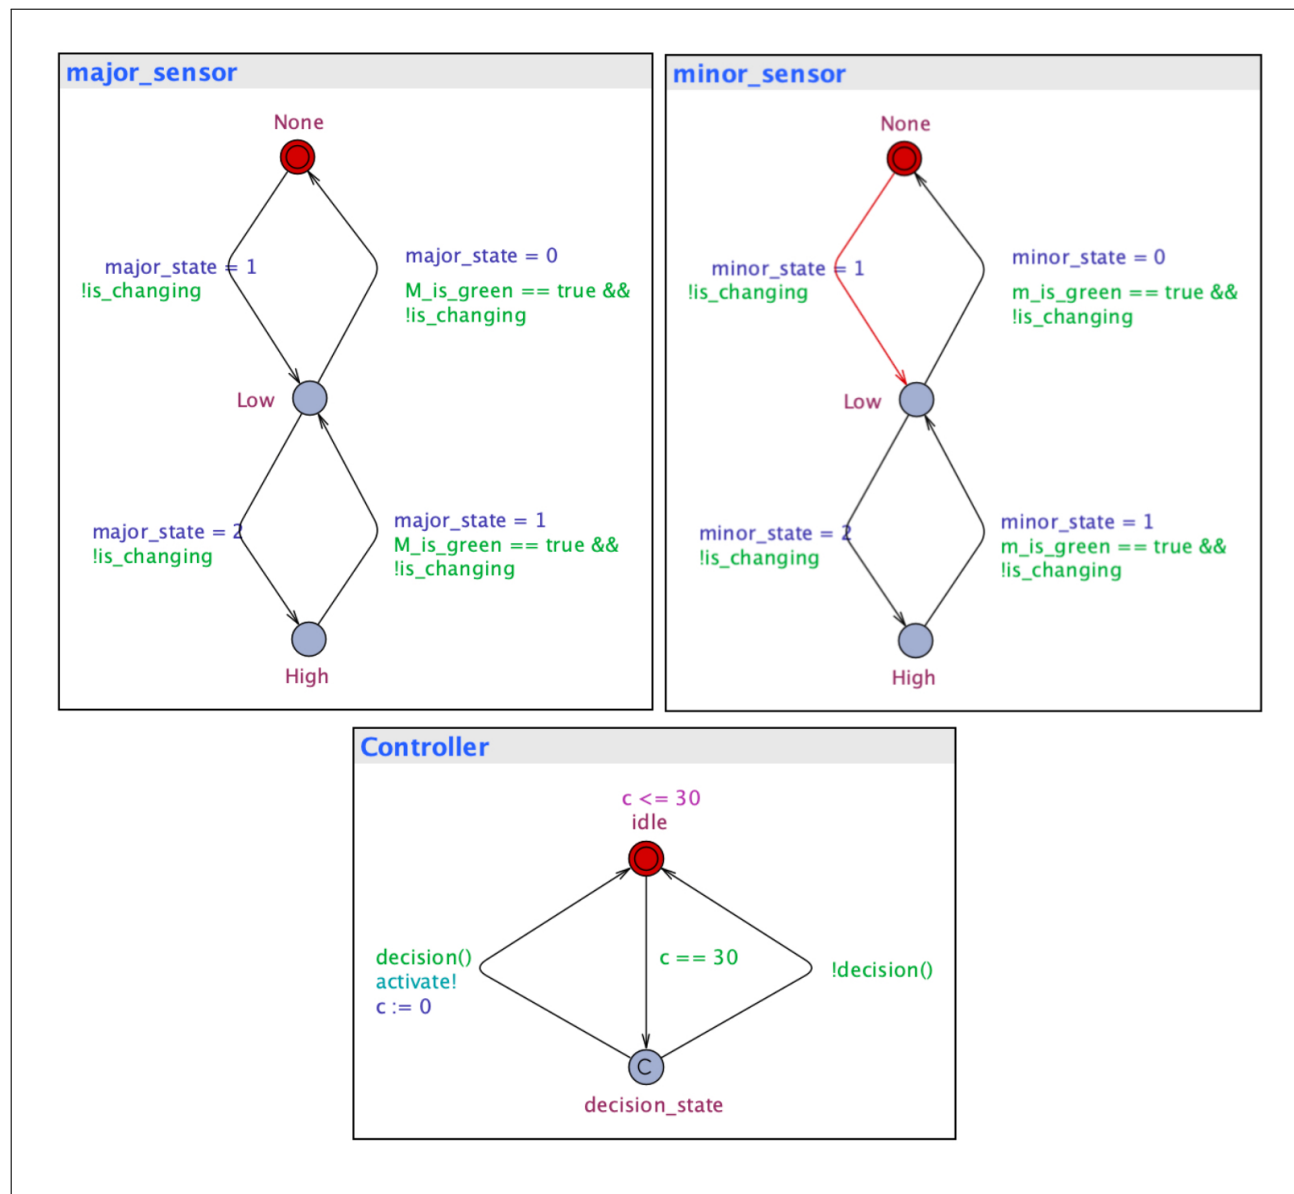 major_sensor
None
major_state = 1
!is_changing
major_state = 0
M_is_green == true &&
!is_changing
Low
major_state = 2
!is_changing
major_state = 1
M_is_green == true &&
!is_changing
High
minor_sensor
None
minor_state = 1
!is_changing
minor_state = 0
m_is_green == true &&
!is_changing
Low
minor_state = 2
!is_changing
minor_state = 1
m_is_green == true &&
!is_changing
High
Controller
c <= 30
idle
decision()
activate!
c := 0
c == 30
!decision()
C
decision_state